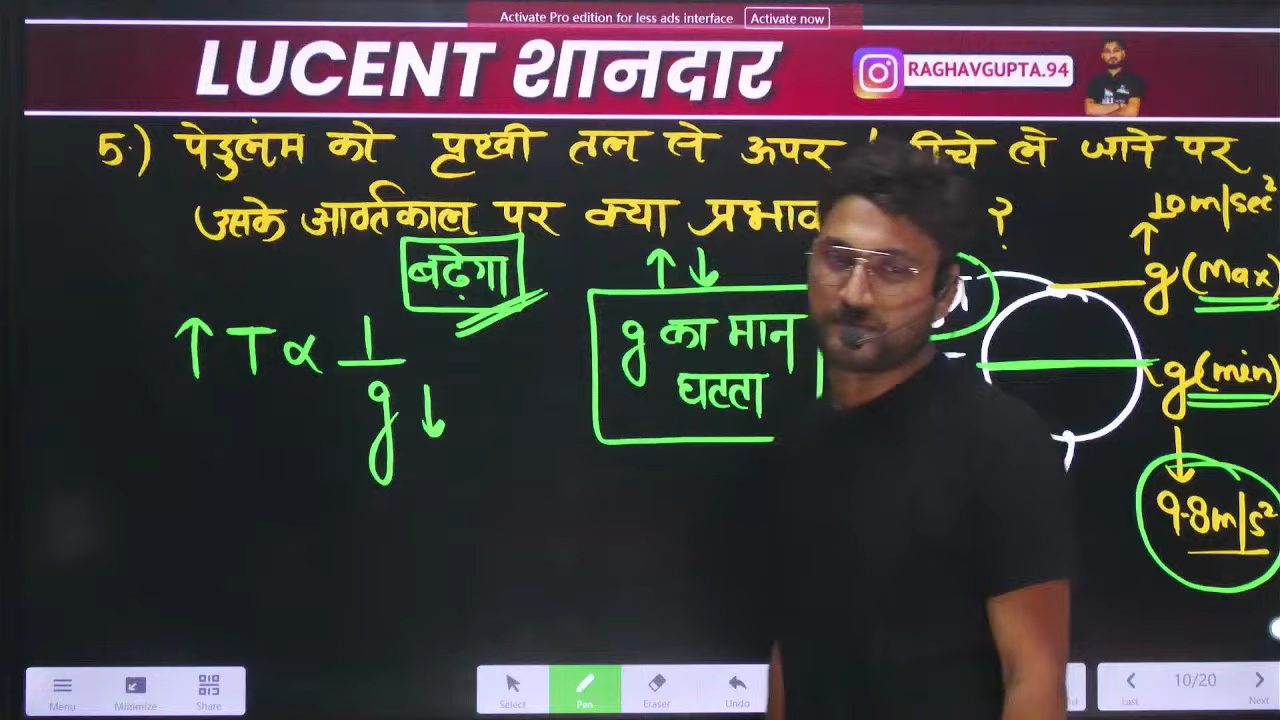 Activate Pro edition for less ads interface Activate now
LUCENT शानदार
RAGHAVGUPTA.94
5.) पेंडुलम को पृथ्वी तल से ऊपर नीचे ले जाने पर
उसके आवर्तकाल पर क्या प्रभाव ?
10m/sec²
बढ़ेगा
↑ ↓
g (Max)
↑ T ∝ 1/g ↓
g का मान
घटता
g (min)
9.8m/s²
Menu Minimize Share Select Pen Eraser Undo
Last 10/20 Next